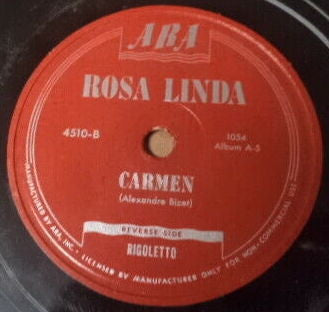 ARA
ROSA LINDA
4510-B
1054
Album A-5
CARMEN
(Alexandre Bizet)
REVERSE SIDE
RIGOLETTO
MANUFACTURED BY ARA, INC. • LICENSED BY MANUFACTURER ONLY FOR NON-COMMERCIAL USE